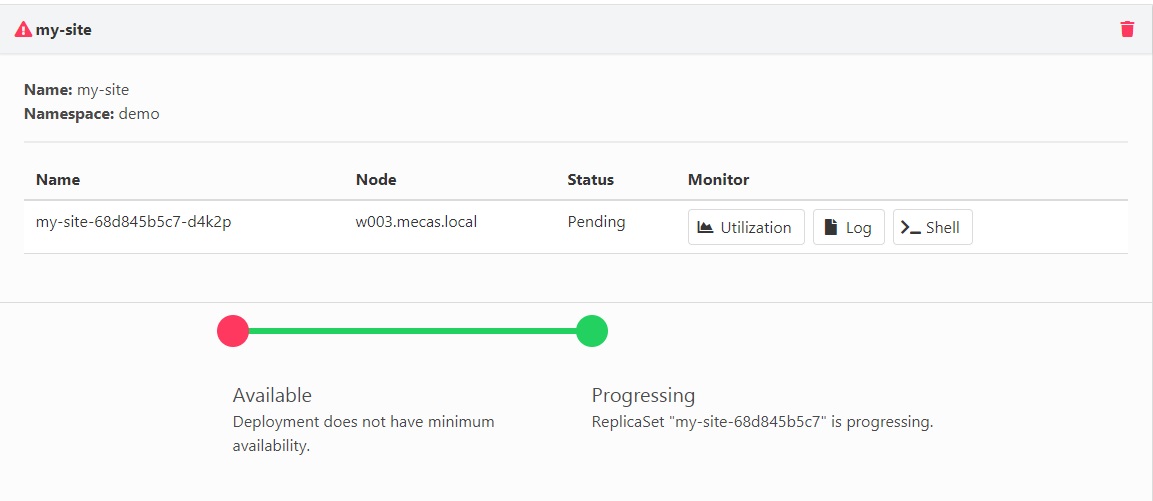 my-site
Name: my-site
Namespace: demo
Name Node Status Monitor
my-site-68d845b5c7-d4k2p w003.mecas.local Pending Utilization Log Shell
Available
Deployment does not have minimum
availability.
Progressing
ReplicaSet "my-site-68d845b5c7" is progressing.